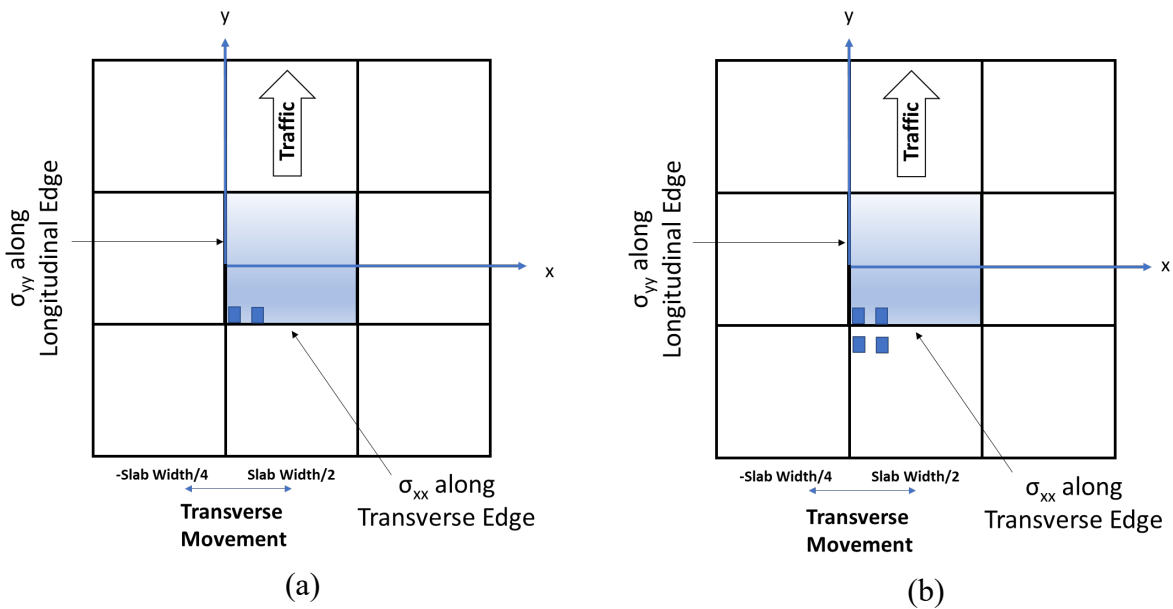 y
Traffic
σyy along
Longitudinal Edge
x
-Slab Width/4
Slab Width/2
Transverse
Movement
σxx along
Transverse Edge
(a)
y
Traffic
σyy along
Longitudinal Edge
x
-Slab Width/4
Slab Width/2
Transverse
Movement
σxx along
Transverse Edge
(b)